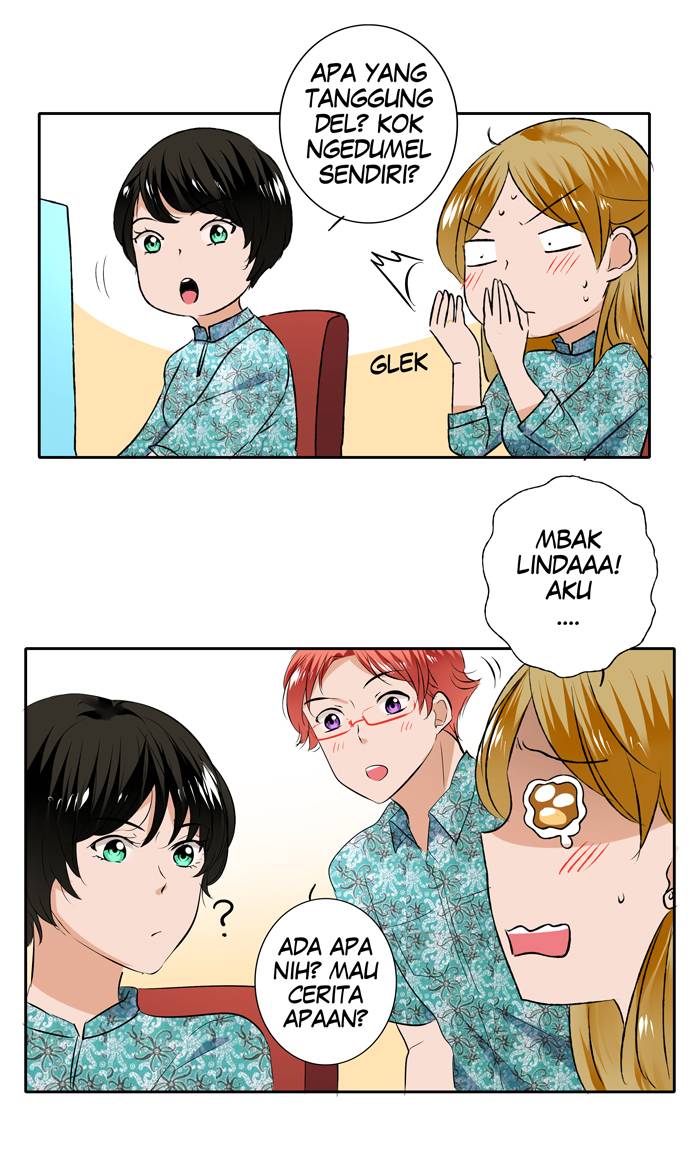 APA YANG
TANGGUNG
DEL? KOK
NGEDUMEL
SENDIRI?
GLEK
MBAK
LINDAAA!
AKU
....
?
ADA APA
NIH? MAU
CERITA
APAAN?